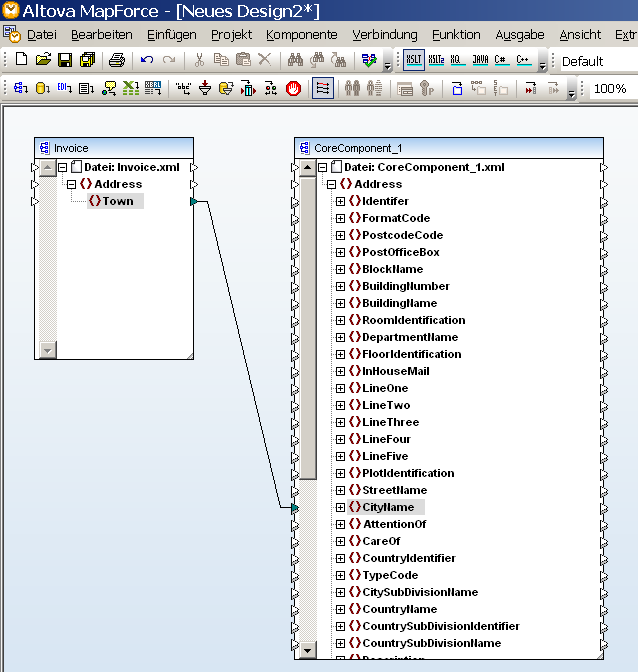 Altova MapForce - [Neues Design2*]
Datei Bearbeiten Einfügen Projekt Komponente Verbindung Funktion Ausgabe Ansicht Ext
XSLT XSLT2 XQ JAVA C# C++ Default
EDI 100%
Invoice
Datei: Invoice.xml
Address
Town
CoreComponent_1
Datei: CoreComponent_1.xml
Address
Identifer
FormatCode
PostcodeCode
PostOfficeBox
BlockName
BuildingNumber
BuildingName
RoomIdentification
DepartmentName
FloorIdentification
InHouseMail
LineOne
LineTwo
LineThree
LineFour
LineFive
PlotIdentification
StreetName
CityName
AttentionOf
CareOf
CountryIdentifier
TypeCode
CitySubDivisionName
CountryName
CountrySubDivisionIdentifier
CountrySubDivisionName
Description